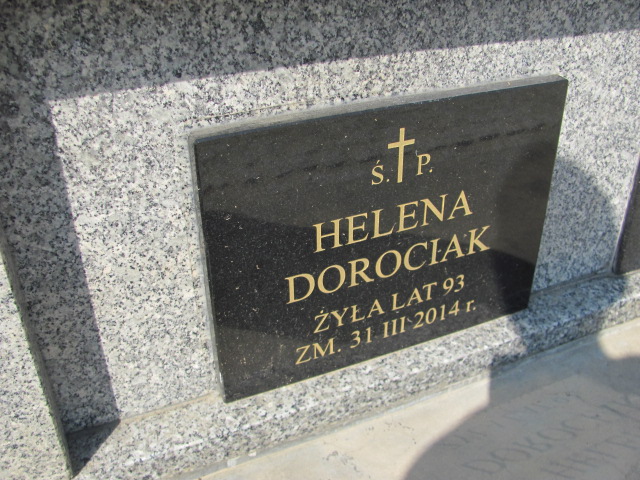 Ś. P.
HELENA
DOROCIAK
ŻYŁA LAT 93
ZM. 31 III 2014 r.